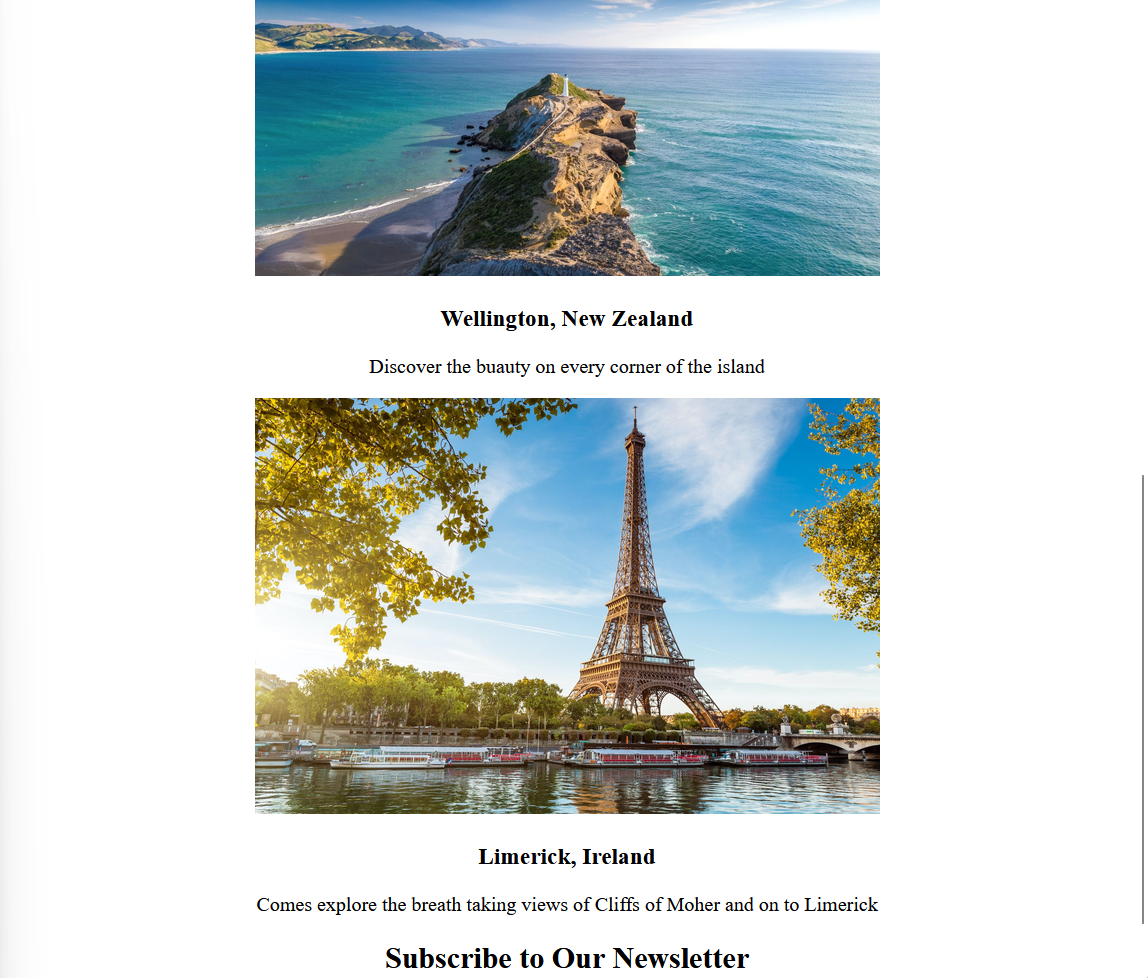 Wellington, New Zealand
Discover the buauty on every corner of the island
Limerick, Ireland
Comes explore the breath taking views of Cliffs of Moher and on to Limerick
Subscribe to Our Newsletter